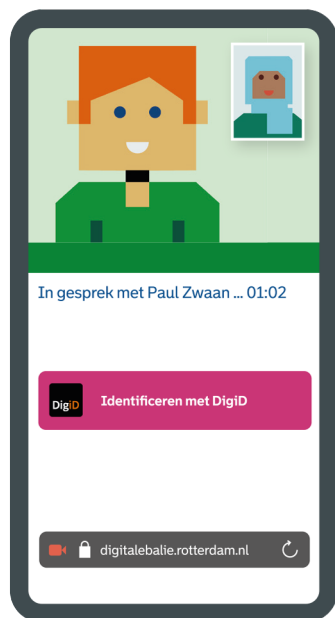 In gesprek met Paul Zwaan ... 01:02
DigiD
Identificeren met DigiD
digitalebalie.rotterdam.nl